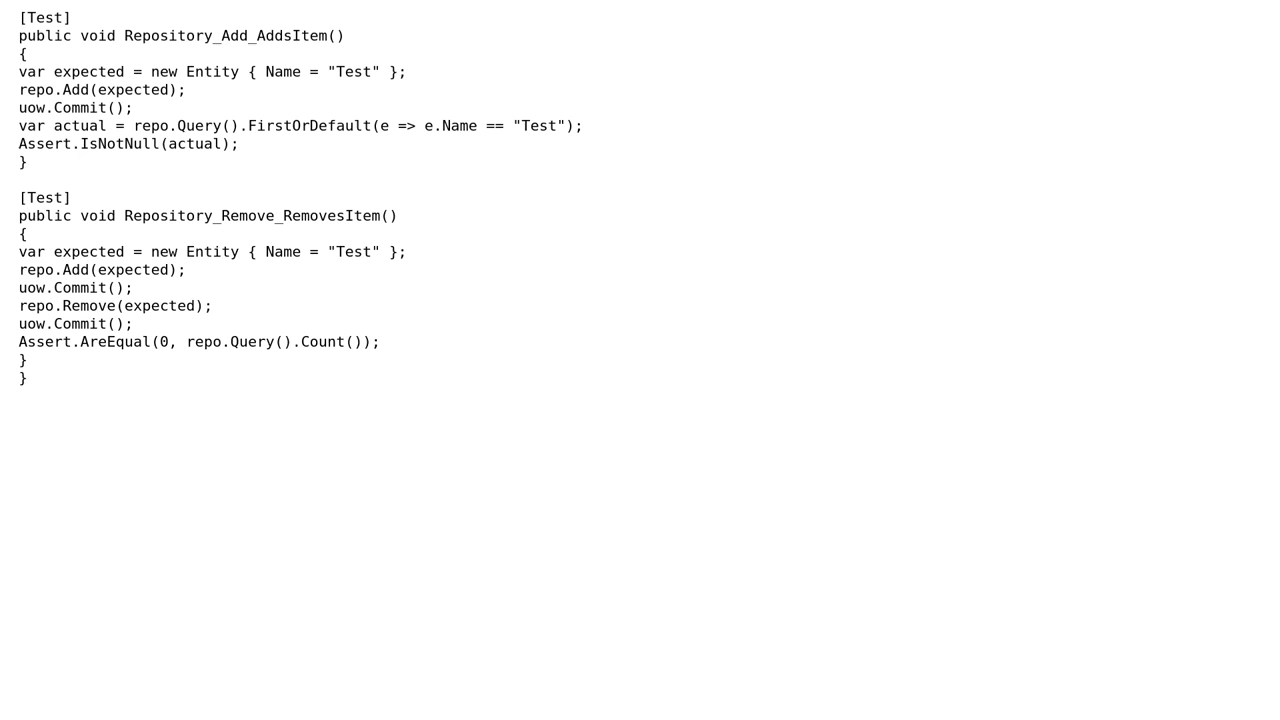 [Test]
public void Repository_Add_AddsItem()
{
var expected = new Entity { Name = "Test" };
repo.Add(expected);
uow.Commit();
var actual = repo.Query().FirstOrDefault(e => e.Name == "Test");
Assert.IsNotNull(actual);
}

[Test]
public void Repository_Remove_RemovesItem()
{
var expected = new Entity { Name = "Test" };
repo.Add(expected);
uow.Commit();
repo.Remove(expected);
uow.Commit();
Assert.AreEqual(0, repo.Query().Count());
}
}